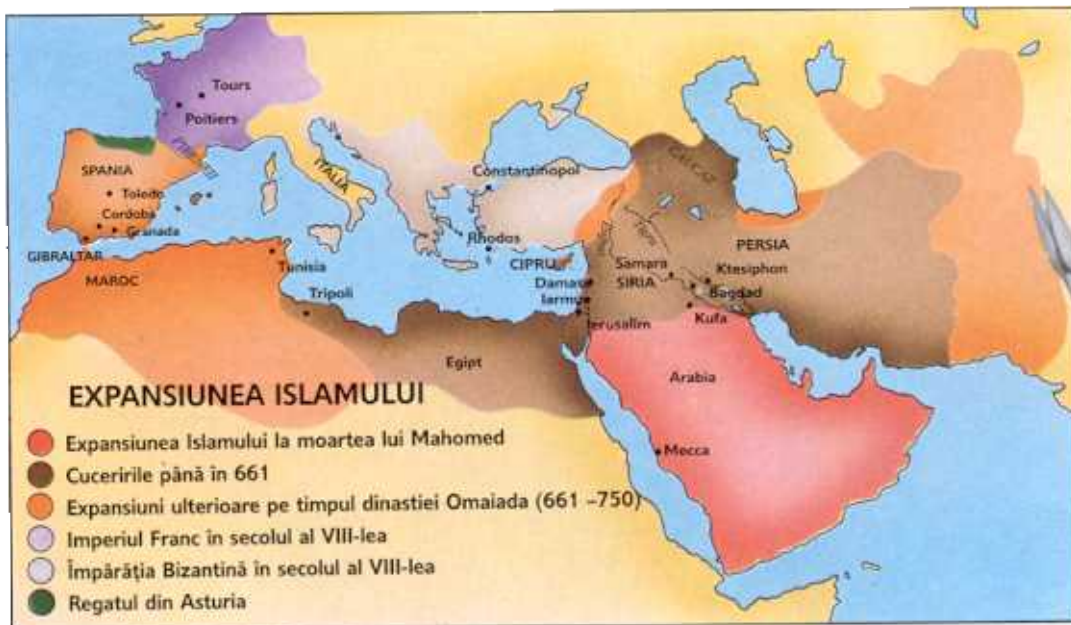 Tours
Poitiers
SPANIA
Toledo
Cordoba
Granada
GIBRALTAR
MAROC
Tunisia
Tripoli
ITALIA
Constantinopol
Rhodos
CIPRU
CAUCAZ
PERSIA
Samara
SIRIA
Ktesiphon
Bagdad
Damas
Iarmu
Ierusalim
Kufa
Egipt
Arabia
Mecca
EXPANSIUNEA ISLAMULUI
Expansiunea Islamului la moartea lui Mahomed
Cuceririle până în 661
Expansiuni ulterioare pe timpul dinastiei Omaiada (661 –750)
Imperiul Franc în secolul al VIII-lea
Împărăția Bizantină în secolul al VIII-lea
Regatul din Asturia